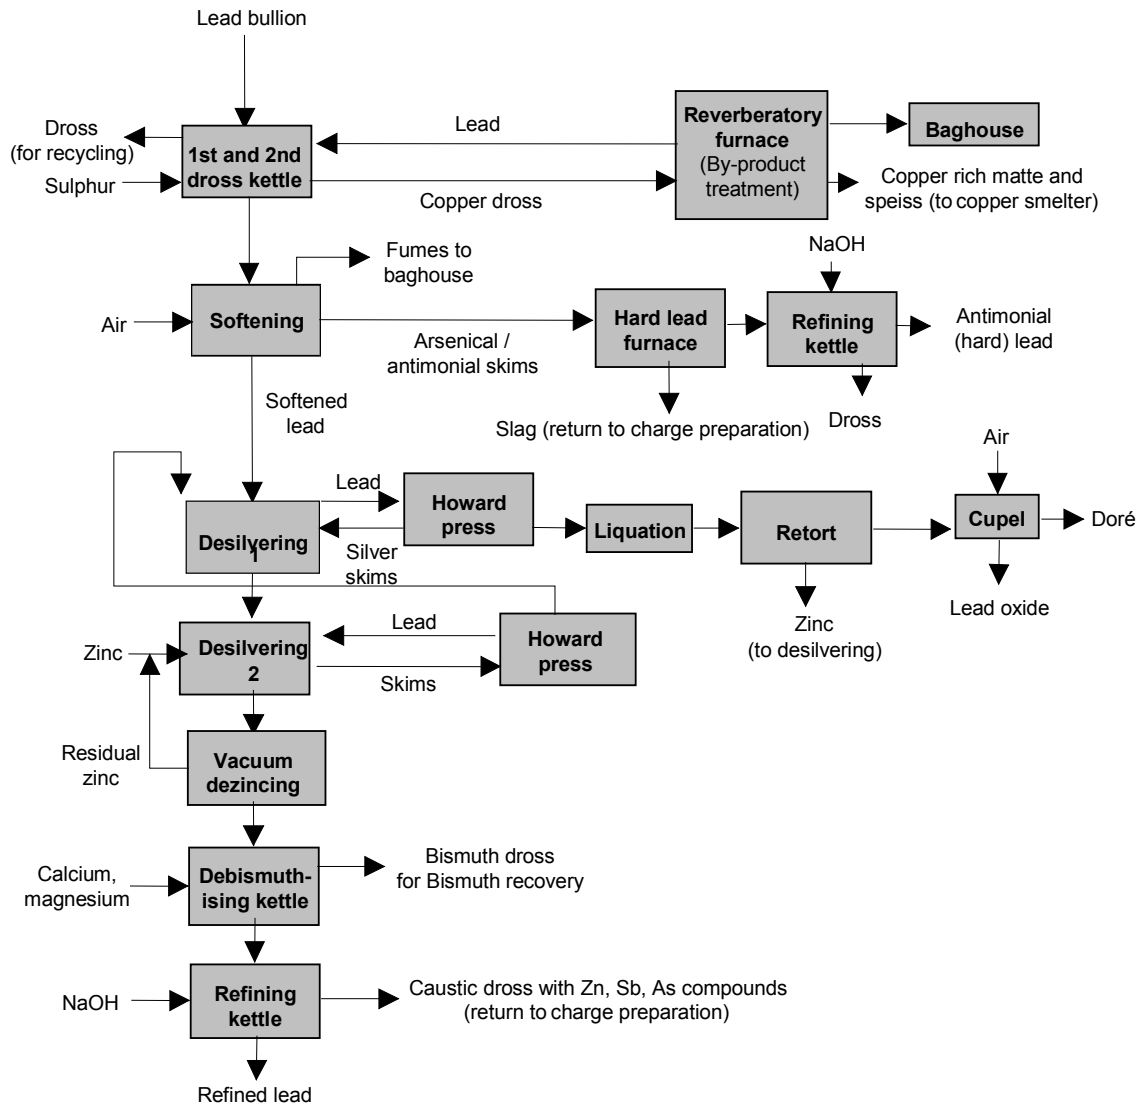 Lead bullion
Dross
(for recycling)
Sulphur
1st and 2nd
dross kettle
Lead
Copper dross
Reverberatory
furnace
(By-product
treatment)
Baghouse
Copper rich matte and
speiss (to copper smelter)
Fumes to
baghouse
NaOH
Air
Softening
Arsenical /
antimonial skims
Hard lead
furnace
Refining
kettle
Antimonial
(hard) lead
Softened
lead
Slag (return to charge preparation)
Dross
Air
Lead
Howard
press
Desilvering
1
Silver
skims
Liquation
Retort
Cupel
Doré
Lead oxide
Zinc
(to desilvering)
Zinc
Desilvering
2
Lead
Skims
Howard
press
Residual
zinc
Vacuum
dezincing
Calcium,
magnesium
Debismuth-
ising kettle
Bismuth dross
for Bismuth recovery
NaOH
Refining
kettle
Caustic dross with Zn, Sb, As compounds
(return to charge preparation)
Refined lead